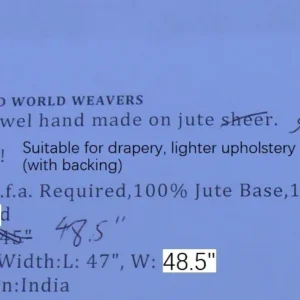 D WORLD WEAVERS
wel hand made on jute sheer.
! Suitable for drapery, lighter upholstery
(with backing)
.f.a. Required,100% Jute Base,1
d
45" 48.5"
Width:L: 47", W: 48.5"
n:India